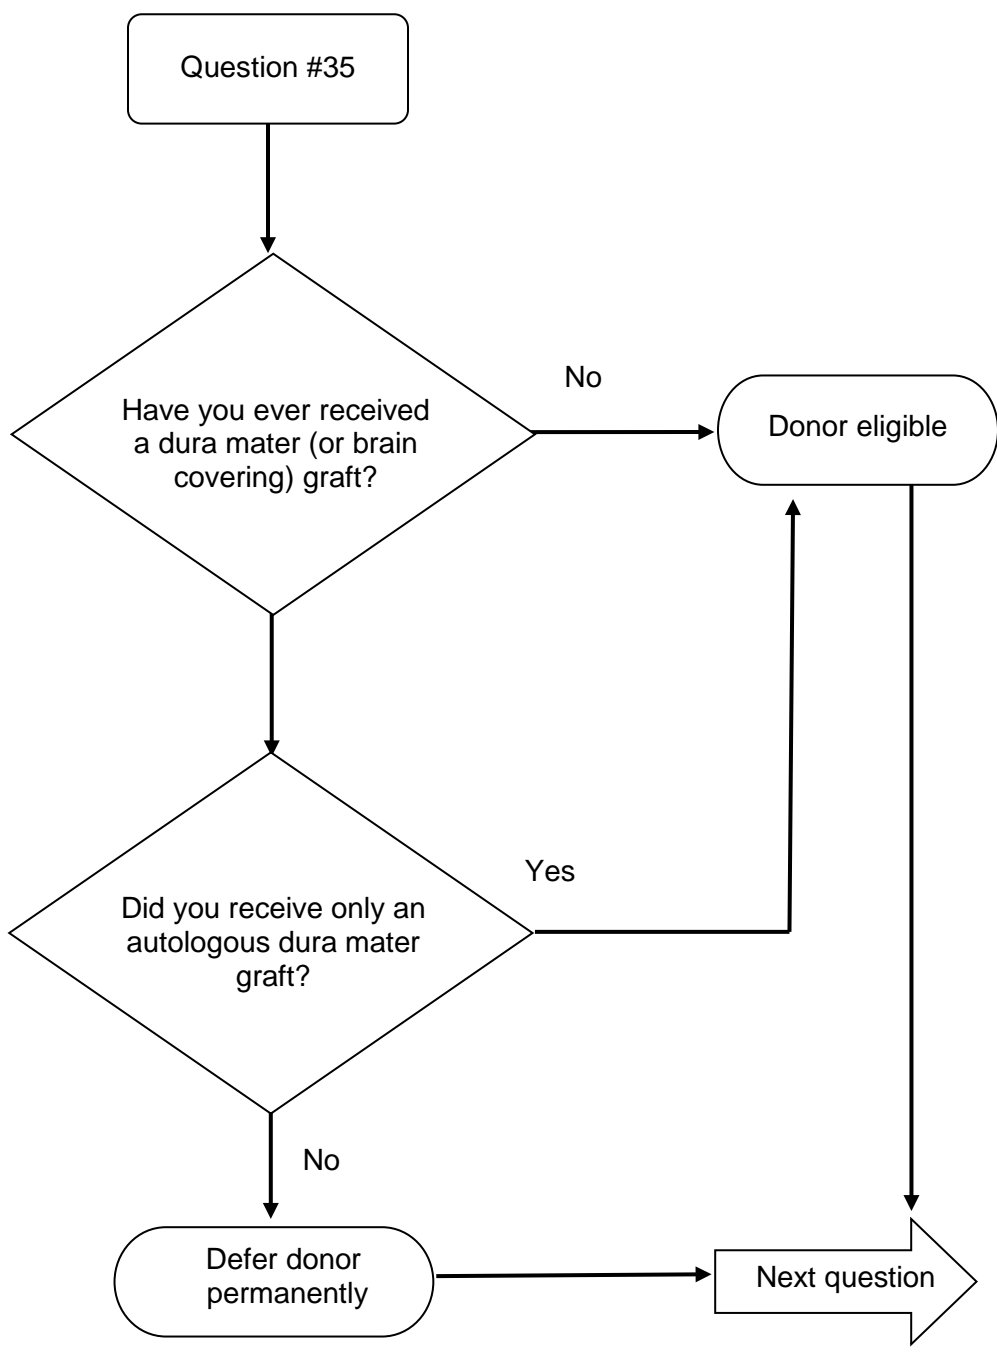 Question #35
Have you ever received
a dura mater (or brain
covering) graft?
No
Donor eligible
Did you receive only an
autologous dura mater
graft?
Yes
No
Defer donor
permanently
Next question